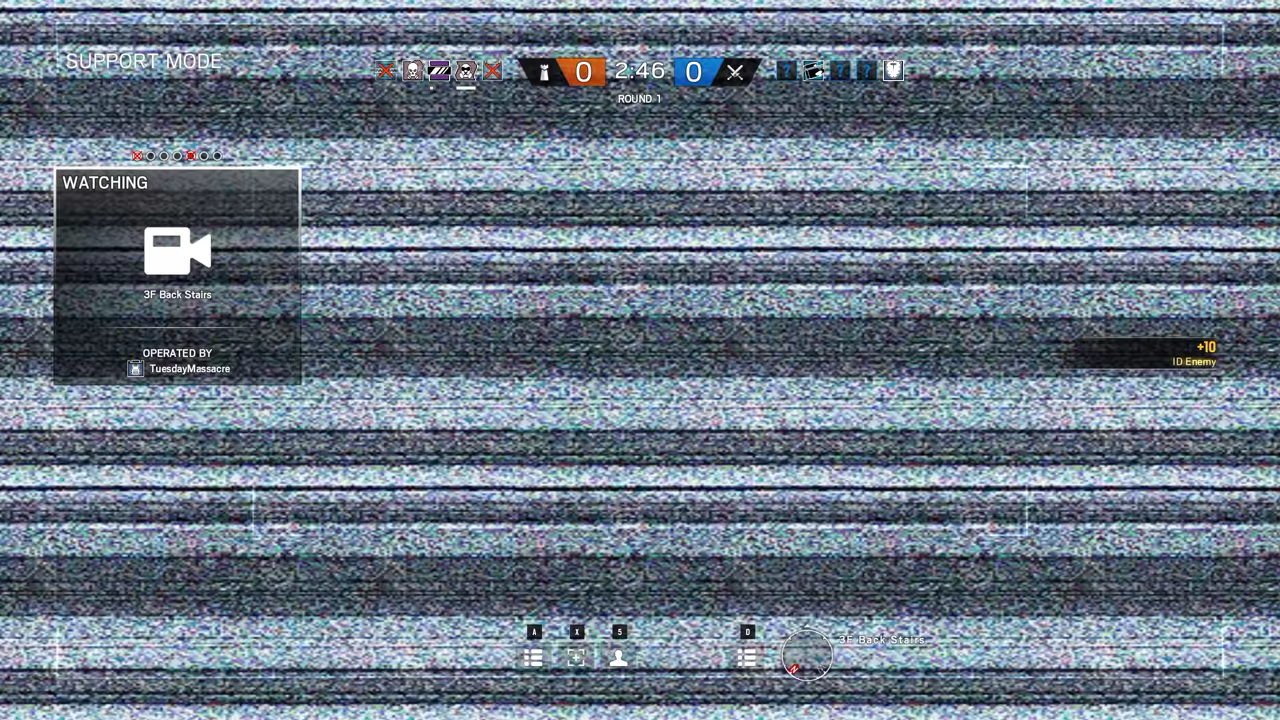 SUPPORT MODE
0 2:46 0
ROUND 1
? ? ? ?
WATCHING
3F Back Stairs
OPERATED BY
TuesdayMassacre
+10
ID Enemy
A X 5 D
3F Back Stairs
N